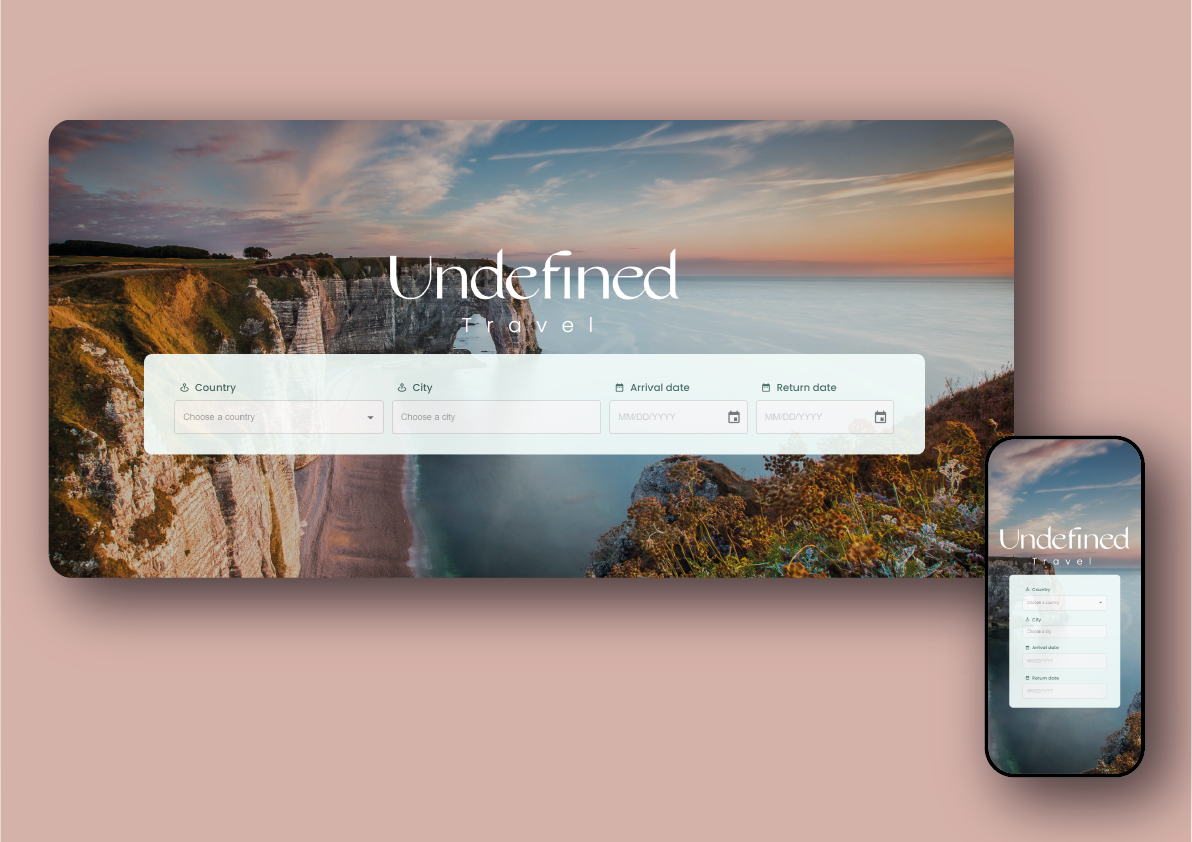 Undefined
Travel
Country City Arrival date Return date
Choose a country Choose a city MM/DD/YYYY MM/DD/YYYY
Undefined
Travel
Country
Choose a country
City
Choose a city
Arrival date
MM/DD/YYYY
Return date
MM/DD/YYYY